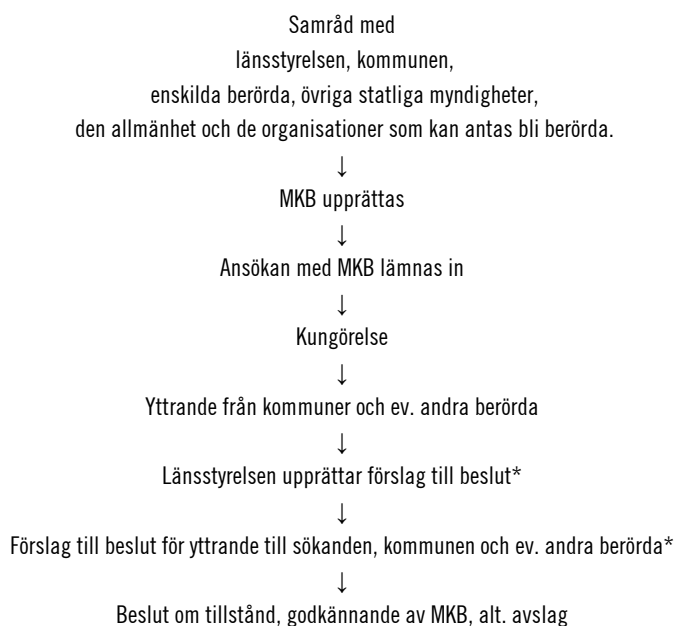 Samråd med
länsstyrelsen, kommunen,
enskilda berörda, övriga statliga myndigheter,
den allmänhet och de organisationer som kan antas bli berörda.
↓
MKB upprättas
↓
Ansökan med MKB lämnas in
↓
Kungörelse
↓
Yttrande från kommuner och ev. andra berörda
↓
Länsstyrelsen upprättar förslag till beslut*
↓
Förslag till beslut för yttrande till sökanden, kommunen och ev. andra berörda*
↓
Beslut om tillstånd, godkännande av MKB, alt. avslag